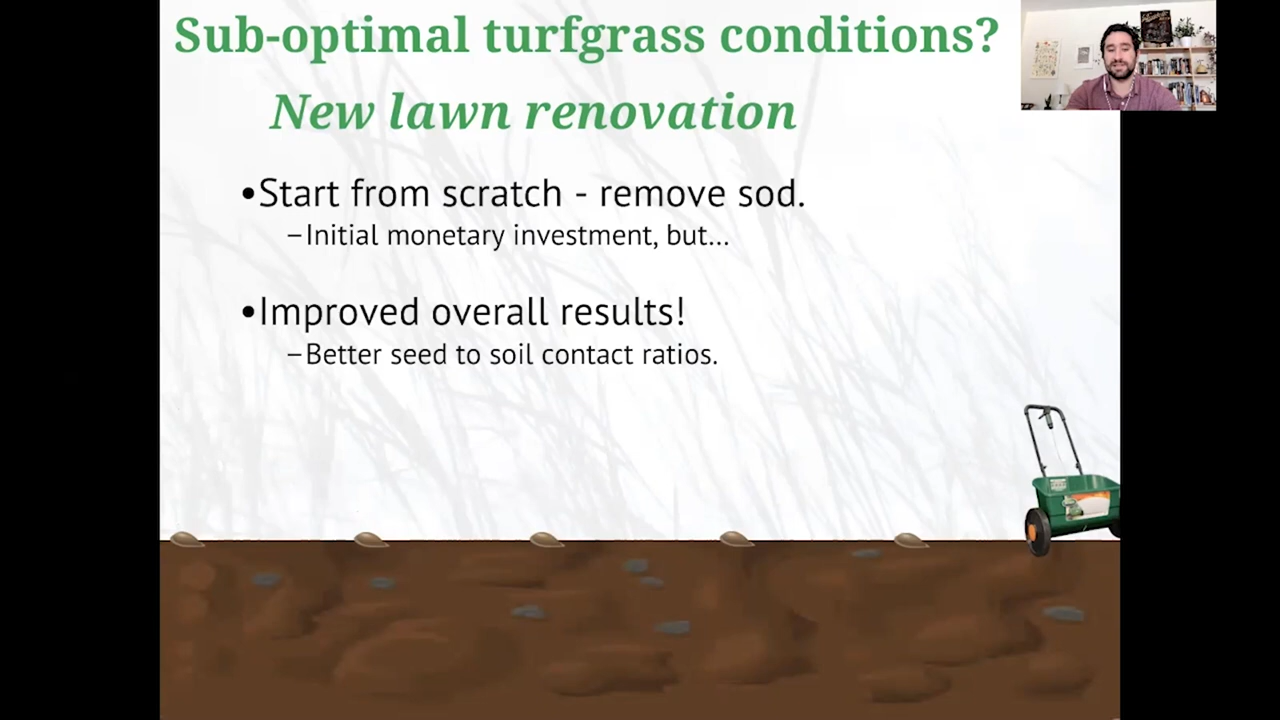 Sub-optimal turfgrass conditions?
New lawn renovation
•Start from scratch - remove sod.
–Initial monetary investment, but...
•Improved overall results!
–Better seed to soil contact ratios.